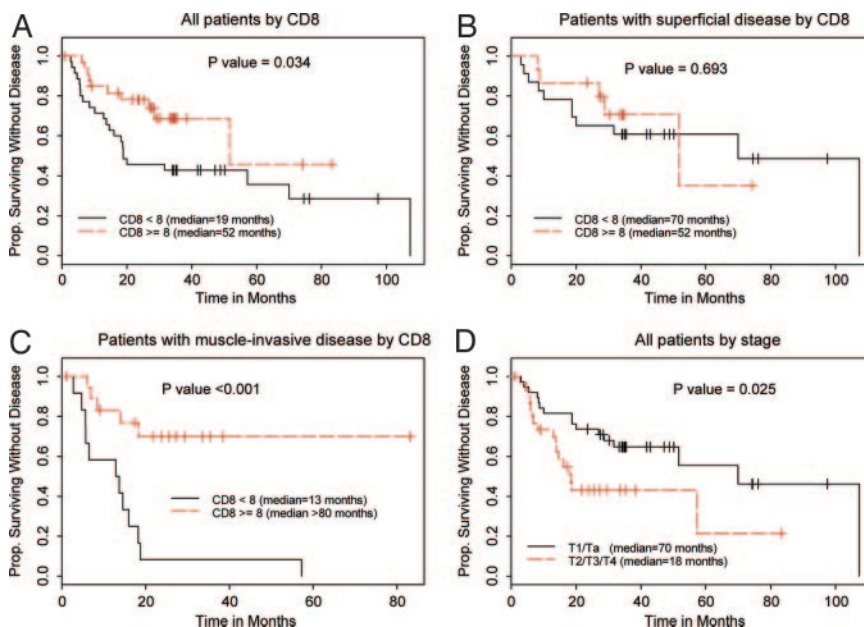 A
All patients by CD8
Prop. Surviving Without Disease
1.0
0.8
0.6
0.4
0.2
0.0
P value = 0.034
CD8 < 8 (median=19 months)
CD8 >= 8 (median=52 months)
0 20 40 60 80 100
Time in Months
B
Patients with superficial disease by CD8
Prop. Surviving Without Disease
1.0
0.8
0.6
0.4
0.2
0.0
P value = 0.693
CD8 < 8 (median=70 months)
CD8 >= 8 (median=52 months)
0 20 40 60 80 100
Time in Months
C
Patients with muscle-invasive disease by CD8
Prop. Surviving Without Disease
1.0
0.8
0.6
0.4
0.2
0.0
P value <0.001
CD8 < 8 (median=13 months)
CD8 >= 8 (median >80 months)
0 20 40 60 80
Time in Months
D
All patients by stage
Prop. Surviving Without Disease
1.0
0.8
0.6
0.4
0.2
0.0
P value = 0.025
T1/Ta (median=70 months)
T2/T3/T4 (median=18 months)
0 20 40 60 80 100
Time in Months